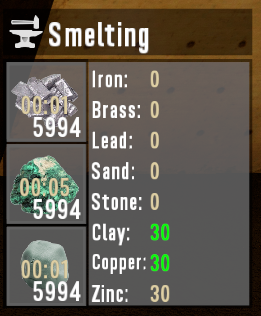 Smelting
00:01
5994
00:05
5994
00:01
5994
Iron: 0
Brass: 0
Lead: 0
Sand: 0
Stone: 0
Clay: 30
Copper: 30
Zinc: 30